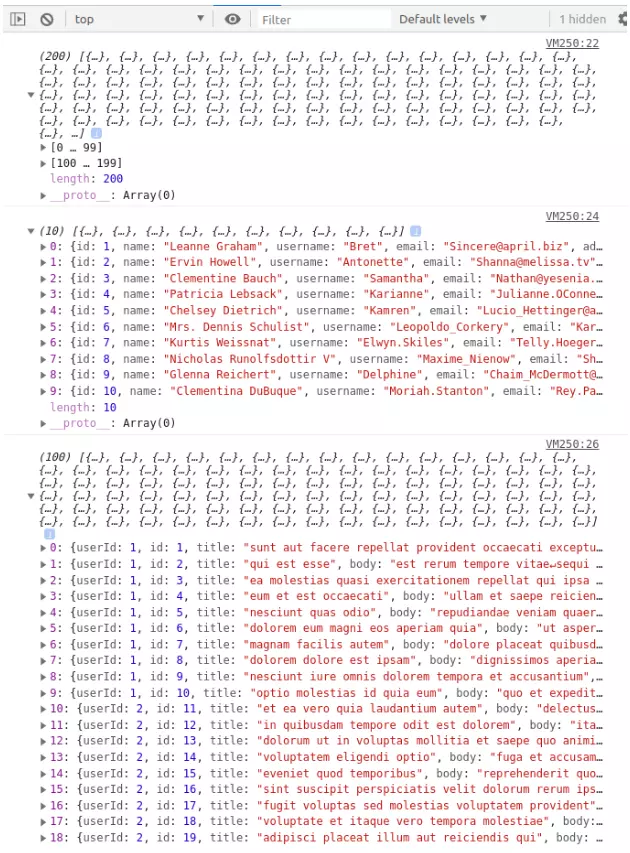 top ▼ Filter Default levels ▼ 1 hidden
VM250:22
(200) [{…}, {…}, {…}, {…}, {…}, {…}, {…}, {…}, {…}, {…}, {…}, {…}, {…}, {…}, {…},
{…}, {…}, {…}, {…}, {…}, {…}, {…}, {…}, {…}, {…}, {…}, {…}, {…}, {…}, {…}, {…}, {…},
{…}, {…}, {…}, {…}, {…}, {…}, {…}, {…}, {…}, {…}, {…}, {…}, {…}, {…}, {…}, {…}, {…},
{…}, {…}, {…}, {…}, {…}, {…}, {…}, {…}, {…}, {…}, {…}, {…}, {…}, {…}, {…}, {…}, {…},
{…}, {…}, {…}, {…}, {…}, {…}, {…}, {…}, {…}, {…}, {…}, {…}, {…}, {…}, {…}, {…}, {…},
{…}, {…}, {…}, {…}, {…}, {…}, {…}, {…}, {…}, {…}, {…}, {…}, {…}, {…}, {…}, {…},
{…}, …] i
[0 … 99]
[100 … 199]
length: 200
__proto__: Array(0)
VM250:24
(10) [{…}, {…}, {…}, {…}, {…}, {…}, {…}, {…}, {…}, {…}] i
0: {id: 1, name: "Leanne Graham", username: "Bret", email: "Sincere@april.biz", ad…
1: {id: 2, name: "Ervin Howell", username: "Antonette", email: "Shanna@melissa.tv"…
2: {id: 3, name: "Clementine Bauch", username: "Samantha", email: "Nathan@yesenia.…
3: {id: 4, name: "Patricia Lebsack", username: "Karianne", email: "Julianne.OConne…
4: {id: 5, name: "Chelsey Dietrich", username: "Kamren", email: "Lucio_Hettinger@a…
5: {id: 6, name: "Mrs. Dennis Schulist", username: "Leopoldo_Corkery", email: "Kar…
6: {id: 7, name: "Kurtis Weissnat", username: "Elwyn.Skiles", email: "Telly.Hoeger…
7: {id: 8, name: "Nicholas Runolfsdottir V", username: "Maxime_Nienow", email: "Sh…
8: {id: 9, name: "Glenna Reichert", username: "Delphine", email: "Chaim_McDermott@…
9: {id: 10, name: "Clementina DuBuque", username: "Moriah.Stanton", email: "Rey.Pa…
length: 10
__proto__: Array(0)
VM250:26
(100) [{…}, {…}, {…}, {…}, {…}, {…}, {…}, {…}, {…}, {…}, {…}, {…}, {…}, {…}, {…},
{…}, {…}, {…}, {…}, {…}, {…}, {…}, {…}, {…}, {…}, {…}, {…}, {…}, {…}, {…}, {…}, {…},
{…}, {…}, {…}, {…}, {…}, {…}, {…}, {…}, {…}, {…}, {…}, {…}, {…}, {…}, {…}, {…}, {…},
{…}, {…}, {…}, {…}, {…}, {…}, {…}, {…}, {…}, {…}, {…}, {…}, {…}, {…}, {…}, {…}, {…},
{…}, {…}, {…}, {…}, {…}, {…}, {…}, {…}, {…}, {…}, {…}, {…}, {…}, {…}, {…}, {…}, {…},
{…}, {…}, {…}, {…}, {…}, {…}, {…}, {…}, {…}, {…}, {…}, {…}, {…}, {…}, {…}, {…}, {…}]
i
0: {userId: 1, id: 1, title: "sunt aut facere repellat provident occaecati exceptu…
1: {userId: 1, id: 2, title: "qui est esse", body: "est rerum tempore vitae↵sequi …
2: {userId: 1, id: 3, title: "ea molestias quasi exercitationem repellat qui ipsa …
3: {userId: 1, id: 4, title: "eum et est occaecati", body: "ullam et saepe reicien…
4: {userId: 1, id: 5, title: "nesciunt quas odio", body: "repudiandae veniam quaer…
5: {userId: 1, id: 6, title: "dolorem eum magni eos aperiam quia", body: "ut asper…
6: {userId: 1, id: 7, title: "magnam facilis autem", body: "dolore placeat quibusd…
7: {userId: 1, id: 8, title: "dolorem dolore est ipsam", body: "dignissimos aperia…
8: {userId: 1, id: 9, title: "nesciunt iure omnis dolorem tempora et accusantium",…
9: {userId: 1, id: 10, title: "optio molestias id quia eum", body: "quo et expedit…
10: {userId: 2, id: 11, title: "et ea vero quia laudantium autem", body: "delectus…
11: {userId: 2, id: 12, title: "in quibusdam tempore odit est dolorem", body: "ita…
12: {userId: 2, id: 13, title: "dolorum ut in voluptas mollitia et saepe quo animi…
13: {userId: 2, id: 14, title: "voluptatem eligendi optio", body: "fuga et accusam…
14: {userId: 2, id: 15, title: "eveniet quod temporibus", body: "reprehenderit quo…
15: {userId: 2, id: 16, title: "sint suscipit perspiciatis velit dolorum rerum ips…
16: {userId: 2, id: 17, title: "fugit voluptas sed molestias voluptatem provident"…
17: {userId: 2, id: 18, title: "voluptate et itaque vero tempora molestiae", body:…
18: {userId: 2, id: 19, title: "adipisci placeat illum aut reiciendis qui", body:…